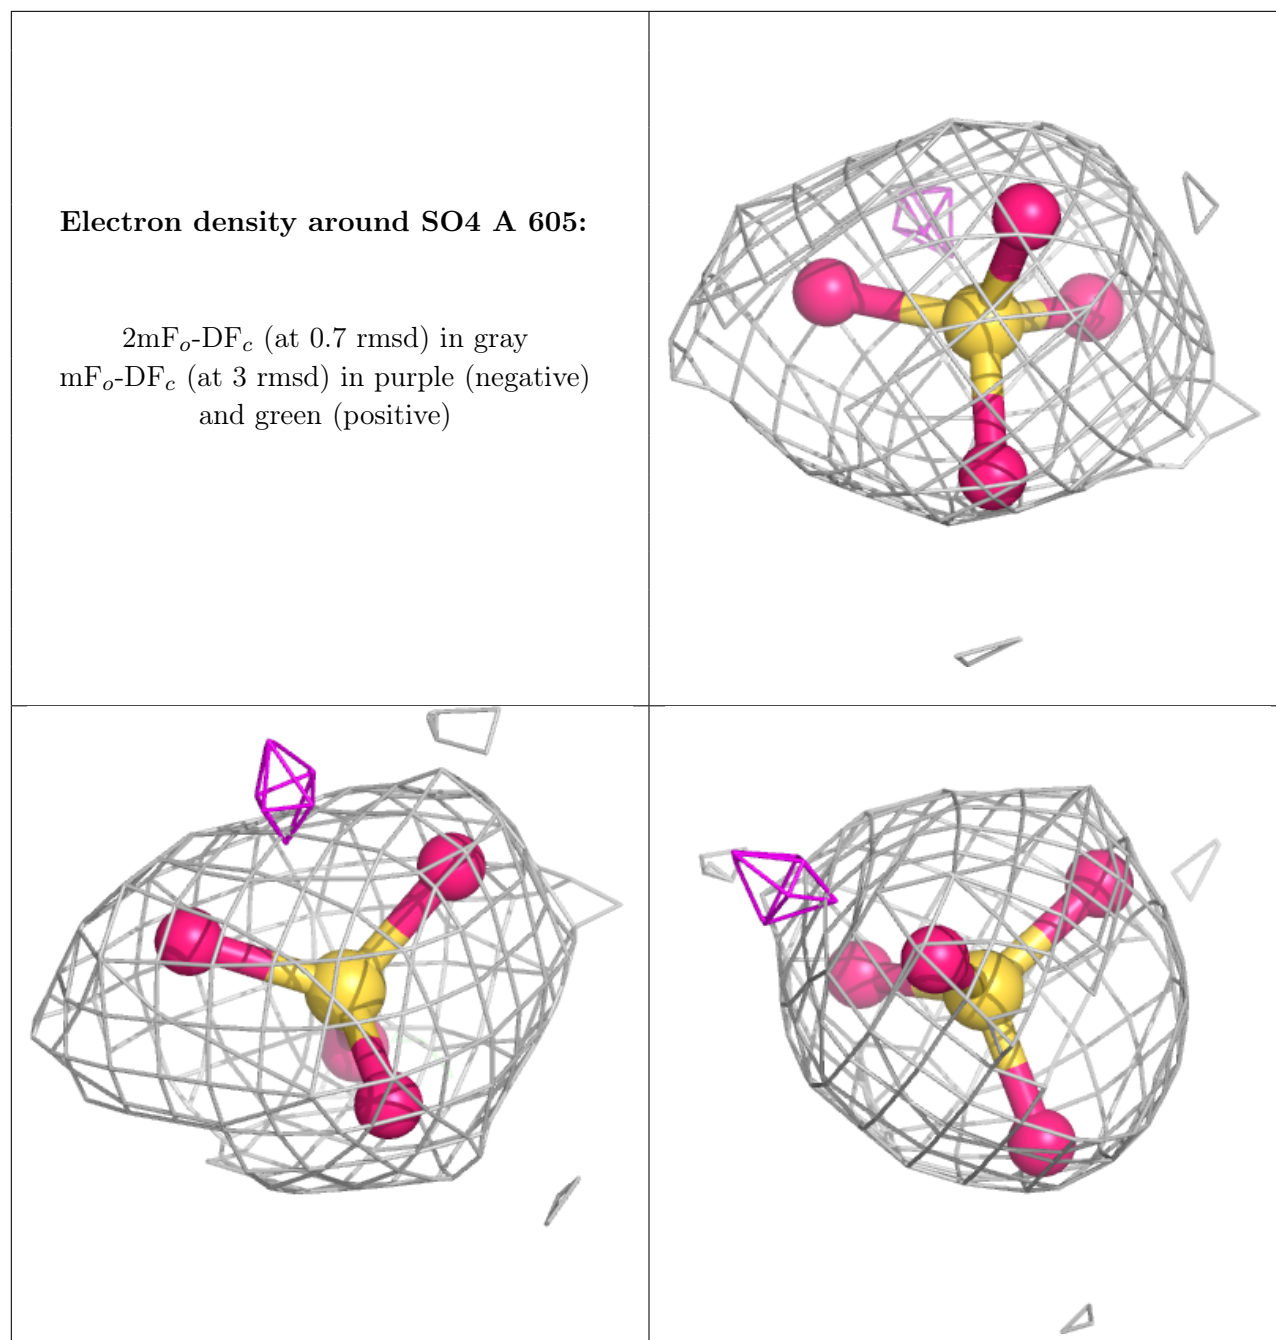 Electron density around SO4 A 605:
2mFo-DFc (at 0.7 rmsd) in gray
mFo-DFc (at 3 rmsd) in purple (negative)
and green (positive)